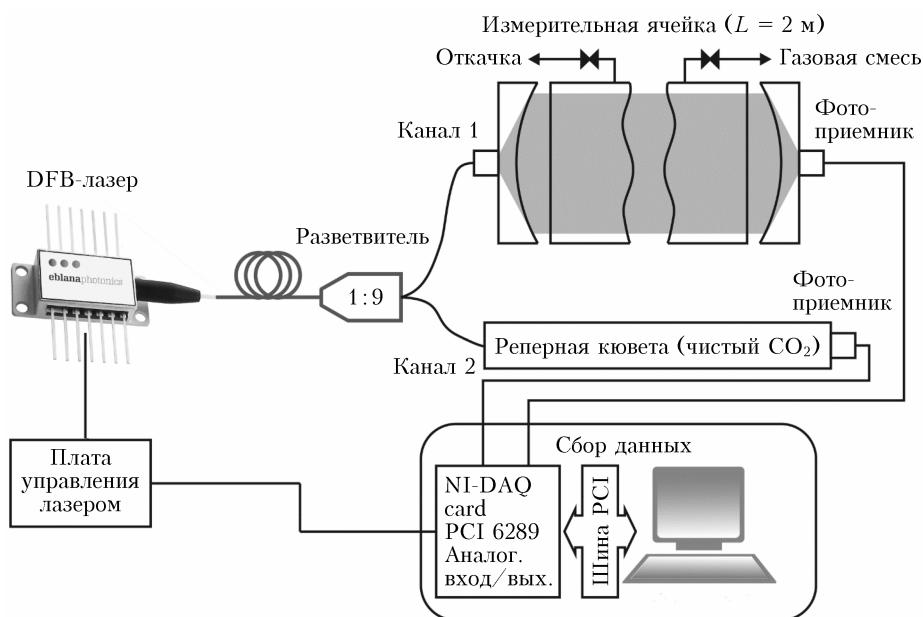 Измерительная ячейка (L = 2 м)
Откачка
Газовая смесь
Канал 1
Фото-
приемник
DFB-лазер
Разветвитель
eblanaphotonics
1:9
Фото-
приемник
Реперная кювета (чистый CO₂)
Канал 2
Сбор данных
Плата
управления
лазером
NI-DAQ
card
PCI 6289
Аналог.
вход/вых.
Шина PCI